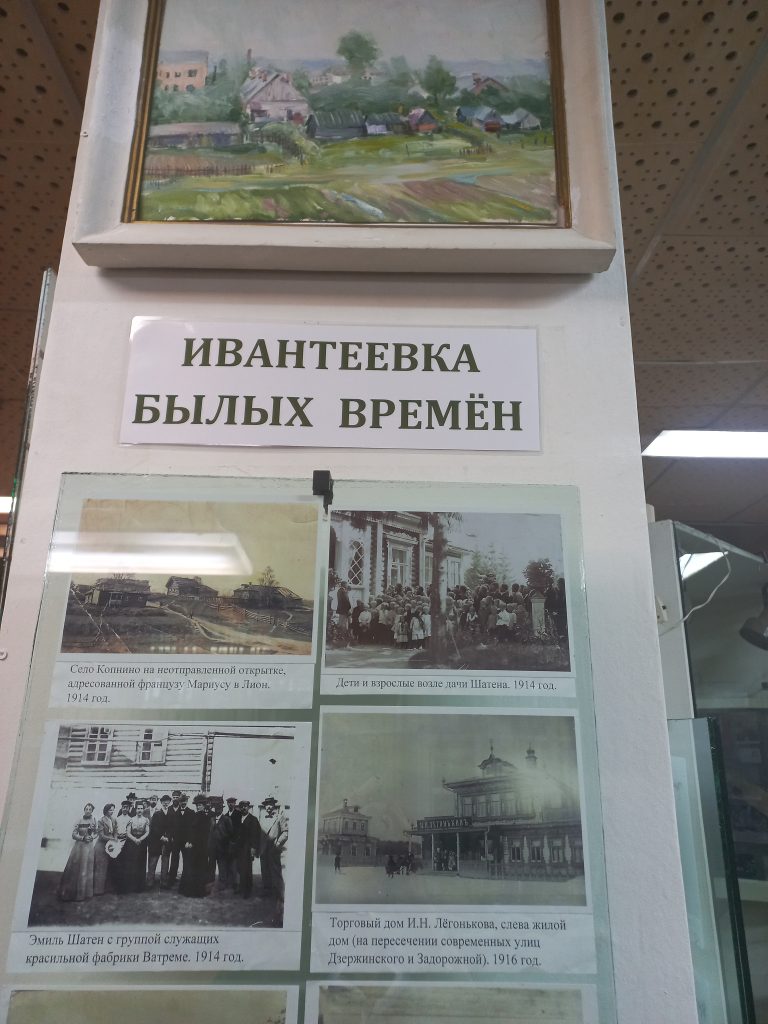 ИВАНТЕЕВКА
БЫЛЫХ ВРЕМЁН
Село Копнино на неотправленной открытке,
адресованной французу Мариусу в Лион.
1914 год.
Дети и взрослые возле дачи Шатена. 1914 год.
Эмиль Шатен с группой служащих
красильной фабрики Ватреме. 1914 год.
Торговый дом И.Н. Лёгонькова, слева жилой
дом (на пересечении современных улиц
Дзержинского и Задорожной). 1916 год.